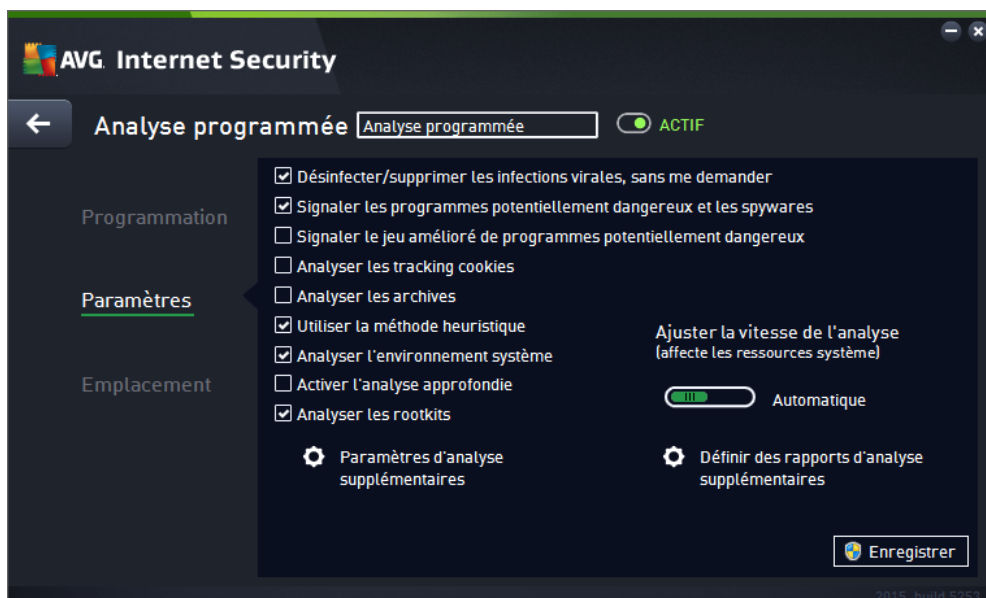 AVG. Internet Security
Analyse programmée
Analyse programmée
ACTIF
Programmation
Paramètres
Emplacement
Désinfecter/supprimer les infections virales, sans me demander
Signaler les programmes potentiellement dangereux et les spywares
Signaler le jeu amélioré de programmes potentiellement dangereux
Analyser les tracking cookies
Analyser les archives
Utiliser la méthode heuristique
Analyser l'environnement système
Activer l'analyse approfondie
Analyser les rootkits
Ajuster la vitesse de l'analyse
(affecte les ressources système)
Automatique
Paramètres d'analyse
supplémentaires
Définir des rapports d'analyse
supplémentaires
Enregistrer
2015, build 5253